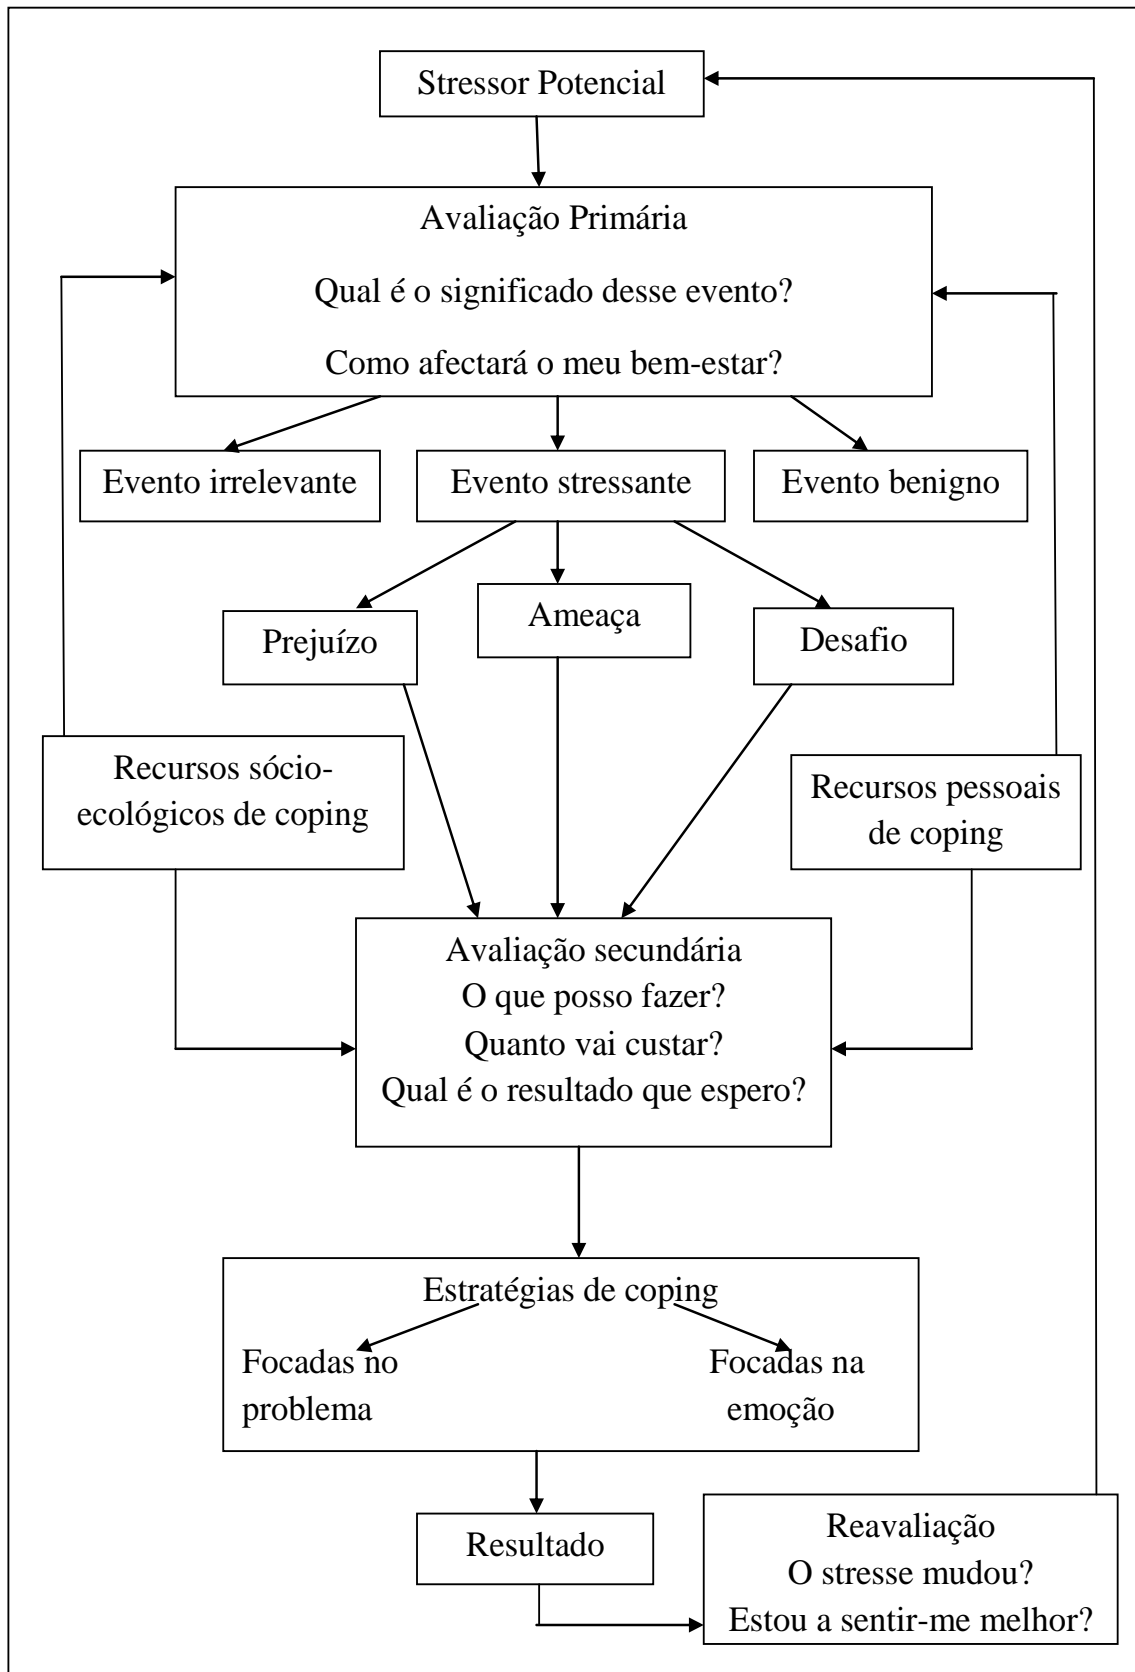 Stressor Potencial
Avaliação Primária
Qual é o significado desse evento?
Como afectará o meu bem-estar?
Evento irrelevante
Evento stressante
Evento benigno
Prejuízo
Ameaça
Desafio
Recursos sócio-
ecológicos de coping
Recursos pessoais
de coping
Avaliação secundária
O que posso fazer?
Quanto vai custar?
Qual é o resultado que espero?
Estratégias de coping
Focadas no
problema
Focadas na
emoção
Resultado
Reavaliação
O stresse mudou?
Estou a sentir-me melhor?